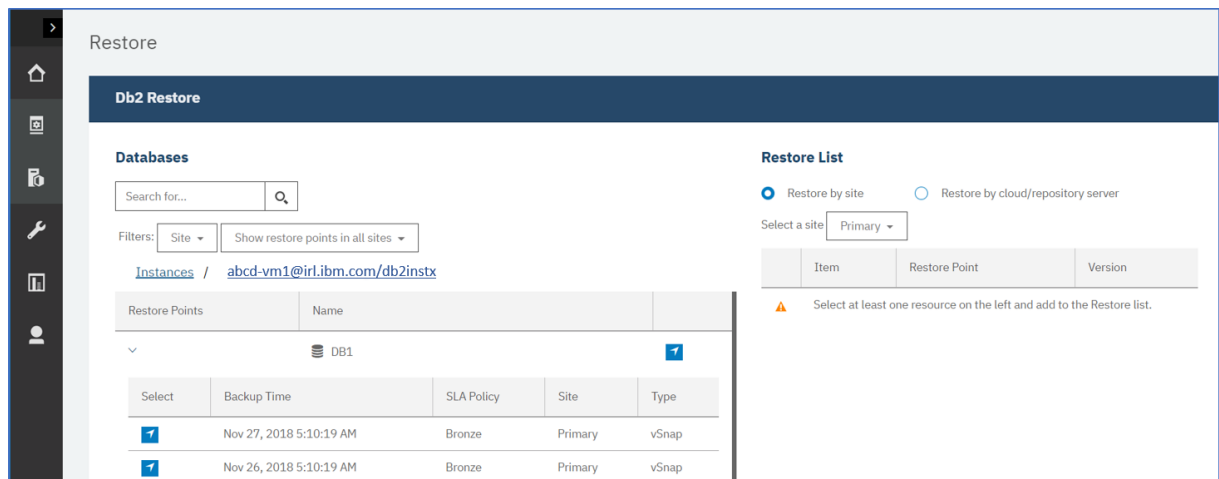 Restore
Db2 Restore
Databases
Search for...
Filters: Site Show restore points in all sites
Instances / abcd-vm1@irl.ibm.com/db2instx
Restore Points Name
DB1
Select Backup Time SLA Policy Site Type
Nov 27, 2018 5:10:19 AM Bronze Primary vSnap
Nov 26, 2018 5:10:19 AM Bronze Primary vSnap
Restore List
Restore by site Restore by cloud/repository server
Select a site Primary
Item Restore Point Version
Select at least one resource on the left and add to the Restore list.